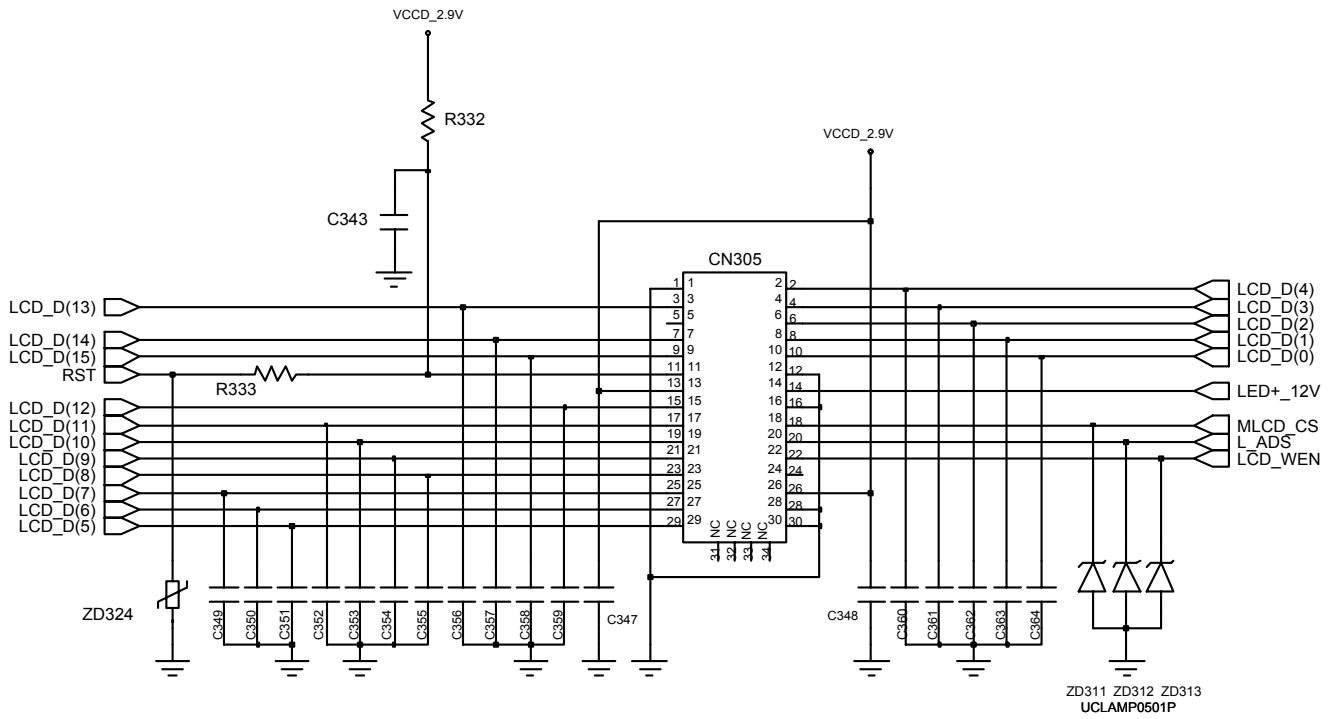 VCCD_2.9V
R332
VCCD_2.9V
C343
CN305
LCD_D(13)
LCD_D(14)
LCD_D(15)
RST
R333
LCD_D(12)
LCD_D(11)
LCD_D(10)
LCD_D(9)
LCD_D(8)
LCD_D(7)
LCD_D(6)
LCD_D(5)
1 1 2 2
3 3 4 4
5 5 6 6
7 7 8 8
9 9 10 10
11 11 12 12
13 13 14 14
15 15 16 16
17 17 18 18
19 19 20 20
21 21 22 22
23 23 24 24
25 25 26 26
27 27 28 28
29 29 30 30
NC NC NC NC
31 32 33 34
LCD_D(4)
LCD_D(3)
LCD_D(2)
LCD_D(1)
LCD_D(0)
LED+_12V
MLCD_CS
L_ADS
LCD_WEN
ZD324
C349
C350
C351
C352
C353
C354
C355
C356
C357
C358
C359
C347
C348
C360
C361
C362
C363
C364
ZD311 ZD312 ZD313
UCLAMP0501P